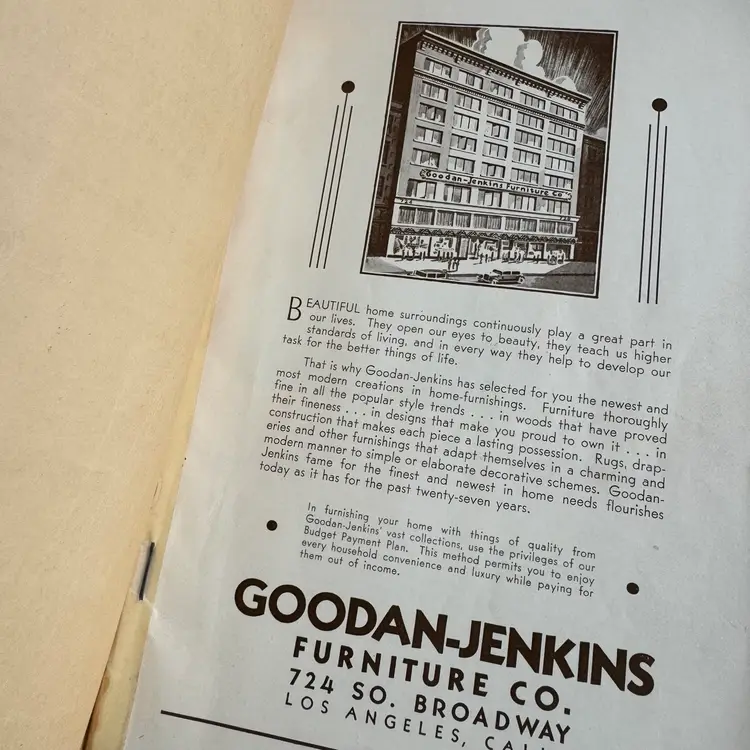 Goodan-Jenkins Furniture Co
BEAUTIFUL home surroundings continuously play a great part in
our lives. They open our eyes to beauty, they teach us higher
standards of living, and in every way they help to develop our
task for the better things of life.
That is why Goodan-Jenkins has selected for you the newest and
most modern creations in home-furnishings. Furniture thoroughly
fine in all the popular style trends . . . in woods that have proved
their fineness . . . in designs that make you proud to own it . . . in
construction that makes each piece a lasting possession. Rugs, drap-
eries and other furnishings that adapt themselves in a charming and
modern manner to simple or elaborate decorative schemes. Goodan-
Jenkins fame for the finest and newest in home needs flourishes
today as it has for the past twenty-seven years.
In furnishing your home with things of quality from
Goodan-Jenkins' vast collections, use the privileges of our
Budget Payment Plan. This method permits you to enjoy
every household convenience and luxury while paying for
them out of income.
GOODAN-JENKINS
FURNITURE CO.
724 SO. BROADWAY
LOS ANGELES,